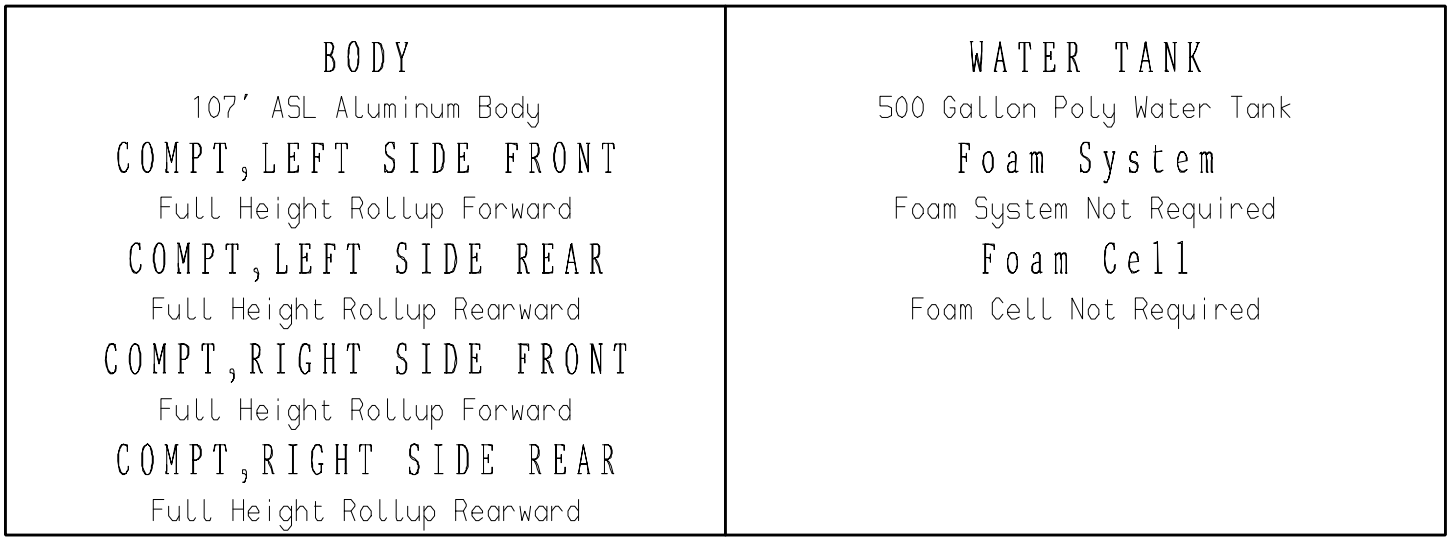 BODY
107' ASL Aluminum Body
COMPT,LEFT SIDE FRONT
Full Height Rollup Forward
COMPT,LEFT SIDE REAR
Full Height Rollup Rearward
COMPT,RIGHT SIDE FRONT
Full Height Rollup Forward
COMPT,RIGHT SIDE REAR
Full Height Rollup Rearward
WATER TANK
500 Gallon Poly Water Tank
Foam System
Foam System Not Required
Foam Cell
Foam Cell Not Required